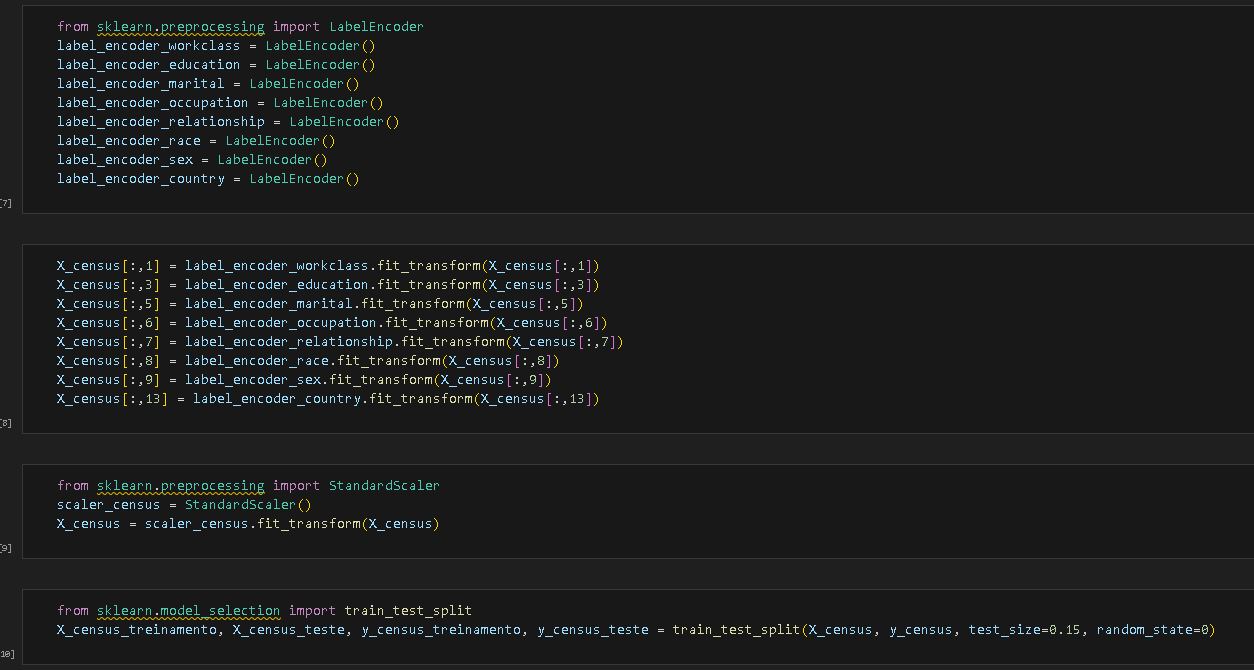 from sklearn.preprocessing import LabelEncoder
label_encoder_workclass = LabelEncoder()
label_encoder_education = LabelEncoder()
label_encoder_marital = LabelEncoder()
label_encoder_occupation = LabelEncoder()
label_encoder_relationship = LabelEncoder()
label_encoder_race = LabelEncoder()
label_encoder_sex = LabelEncoder()
label_encoder_country = LabelEncoder()
[7]
X_census[:,1] = label_encoder_workclass.fit_transform(X_census[:,1])
X_census[:,3] = label_encoder_education.fit_transform(X_census[:,3])
X_census[:,5] = label_encoder_marital.fit_transform(X_census[:,5])
X_census[:,6] = label_encoder_occupation.fit_transform(X_census[:,6])
X_census[:,7] = label_encoder_relationship.fit_transform(X_census[:,7])
X_census[:,8] = label_encoder_race.fit_transform(X_census[:,8])
X_census[:,9] = label_encoder_sex.fit_transform(X_census[:,9])
X_census[:,13] = label_encoder_country.fit_transform(X_census[:,13])
[8]
from sklearn.preprocessing import StandardScaler
scaler_census = StandardScaler()
X_census = scaler_census.fit_transform(X_census)
[9]
from sklearn.model_selection import train_test_split
X_census_treinamento, X_census_teste, y_census_treinamento, y_census_teste = train_test_split(X_census, y_census, test_size=0.15, random_state=0)
10]